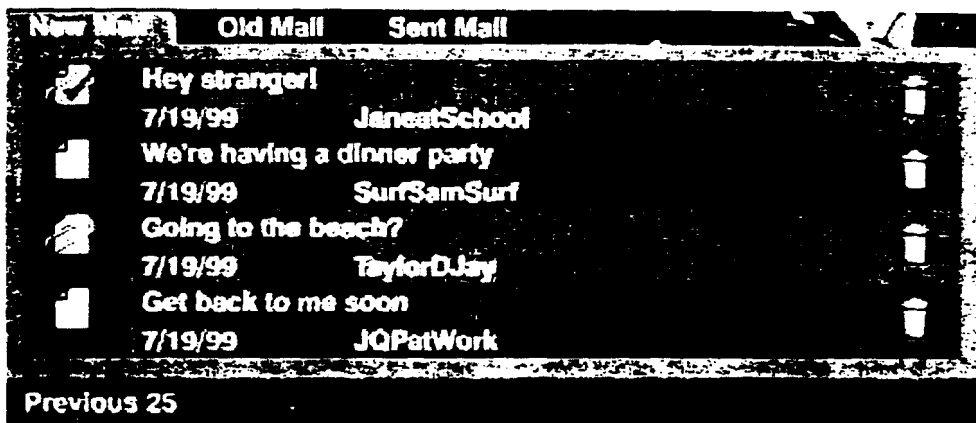 New Mail Old Mail Sent Mail
Hey stranger!
7/19/99 JaneatSchool
We're having a dinner party
7/19/99 SurfSamSurf
Going to the beach?
7/19/99 TaylorDJay
Get back to me soon
7/19/99 JQPatWork
Previous 25